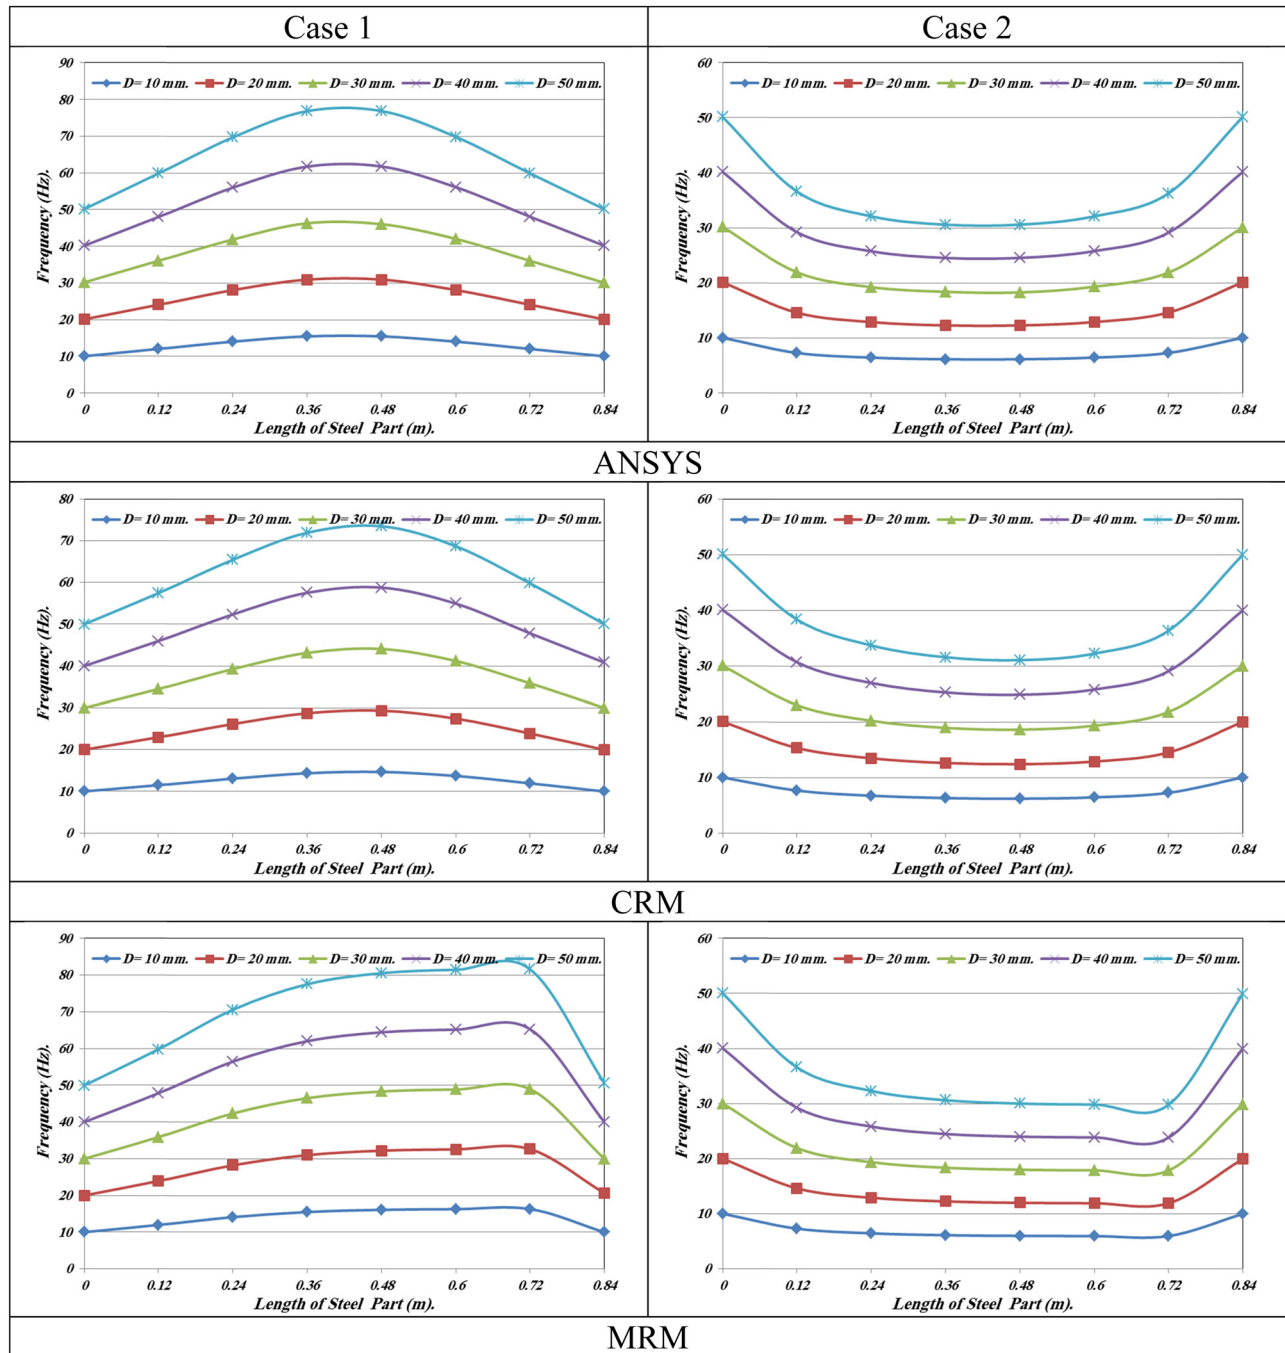 Case 1
Case 2
D= 10 mm. D= 20 mm. D= 30 mm. D= 40 mm. D= 50 mm.
90
80
70
60
50
40
30
20
10
0
Frequency (Hz).
0 0.12 0.24 0.36 0.48 0.6 0.72 0.84
Length of Steel Part (m).
D= 10 mm. D= 20 mm. D= 30 mm. D= 40 mm. D= 50 mm.
60
50
40
30
20
10
0
Frequency (Hz).
0 0.12 0.24 0.36 0.48 0.6 0.72 0.84
Length of Steel Part (m).
ANSYS
D= 10 mm. D= 20 mm. D= 30 mm. D= 40 mm. D= 50 mm.
80
70
60
50
40
30
20
10
0
Frequency (Hz).
0 0.12 0.24 0.36 0.48 0.6 0.72 0.84
Length of Steel Part (m).
D= 10 mm. D= 20 mm. D= 30 mm. D= 40 mm. D= 50 mm.
60
50
40
30
20
10
0
Frequency (Hz).
0 0.12 0.24 0.36 0.48 0.6 0.72 0.84
Length of Steel Part (m).
CRM
D= 10 mm. D= 20 mm. D= 30 mm. D= 40 mm. D= 50 mm.
90
80
70
60
50
40
30
20
10
0
Frequency (Hz).
0 0.12 0.24 0.36 0.48 0.6 0.72 0.84
Length of Steel Part (m).
D= 10 mm. D= 20 mm. D= 30 mm. D= 40 mm. D= 50 mm.
60
50
40
30
20
10
0
Frequency (Hz).
0 0.12 0.24 0.36 0.48 0.6 0.72 0.84
Length of Steel Part (m).
MRM